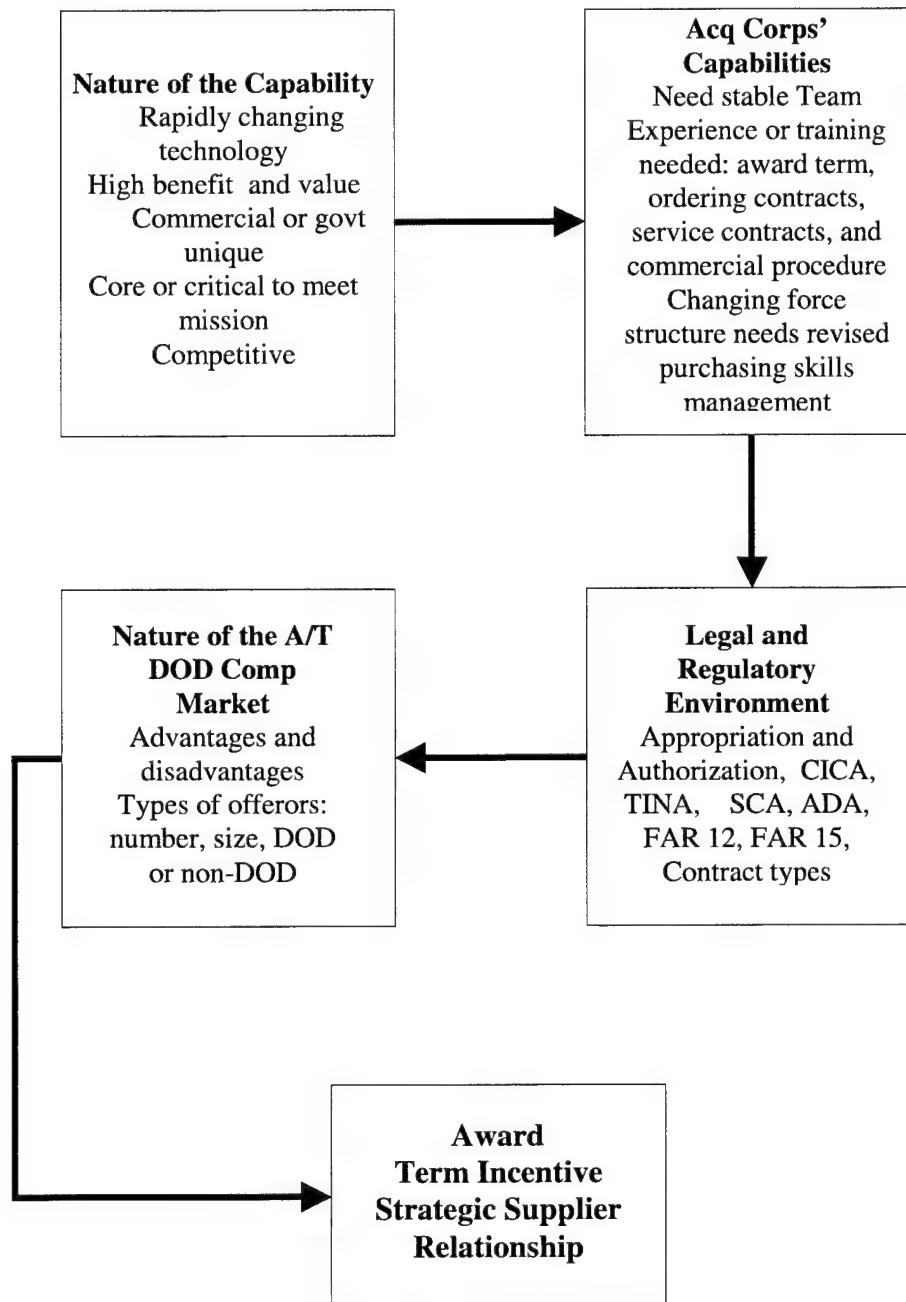 Nature of the Capability
Rapidly changing
technology
High benefit and value
Commercial or govt
unique
Core or critical to meet
mission
Competitive
Acq Corps'
Capabilities
Need stable Team
Experience or training
needed: award term,
ordering contracts,
service contracts, and
commercial procedure
Changing force
structure needs revised
purchasing skills
management
Legal and
Regulatory
Environment
Appropriation and
Authorization, CICA,
TINA, SCA, ADA,
FAR 12, FAR 15,
Contract types
Nature of the A/T
DOD Comp
Market
Advantages and
disadvantages
Types of offerors:
number, size, DOD
or non-DOD
Award
Term Incentive
Strategic Supplier
Relationship